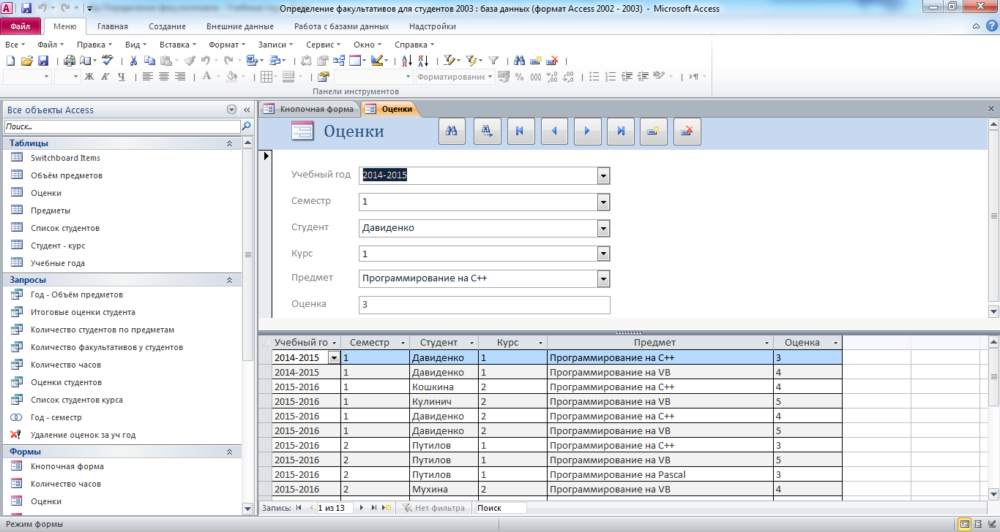 Определение факультативов для студентов 2003 : база данных (формат Access 2002 - 2003) - Microsoft Access
Файл Меню Главная Создание Внешние данные Работа с базами данных Надстройки
Все Файл Правка Вид Вставка Формат Записи Сервис Окно Справка
Ж К Ч Форматирование % 000
Панели инструментов
Все объекты Access
Поиск...
Таблицы
Switchboard Items
Объём предметов
Оценки
Предметы
Список студентов
Студент - курс
Учебные года
Запросы
Год - Объём предметов
Итоговые оценки студента
Количество студентов по предметам
Количество факультативов у студентов
Количество часов
Оценки студентов
Список студентов курса
Год - семестр
Удаление оценок за уч год
Формы
Кнопочная форма
Количество часов
Оценки
Кнопочная форма Оценки
Оценки
Учебный год 2014-2015
Семестр 1
Студент Давиденко
Курс 1
Предмет Программирование на C++
Оценка 3
Учебный го Семестр Студент Курс Предмет Оценка
2014-2015 1 Давиденко 1 Программирование на C++ 3
2014-2015 1 Давиденко 1 Программирование на VB 4
2015-2016 1 Кошкина 2 Программирование на C++ 4
2015-2016 1 Кулинич 2 Программирование на VB 5
2015-2016 1 Давиденко 2 Программирование на C++ 4
2015-2016 1 Давиденко 2 Программирование на VB 5
2015-2016 2 Путилов 1 Программирование на C++ 3
2015-2016 2 Путилов 1 Программирование на VB 5
2015-2016 2 Путилов 1 Программирование на Pascal 3
2015-2016 2 Мухина 2 Программирование на VB 4
Запись: 1 из 13 Нет фильтра Поиск
Режим формы